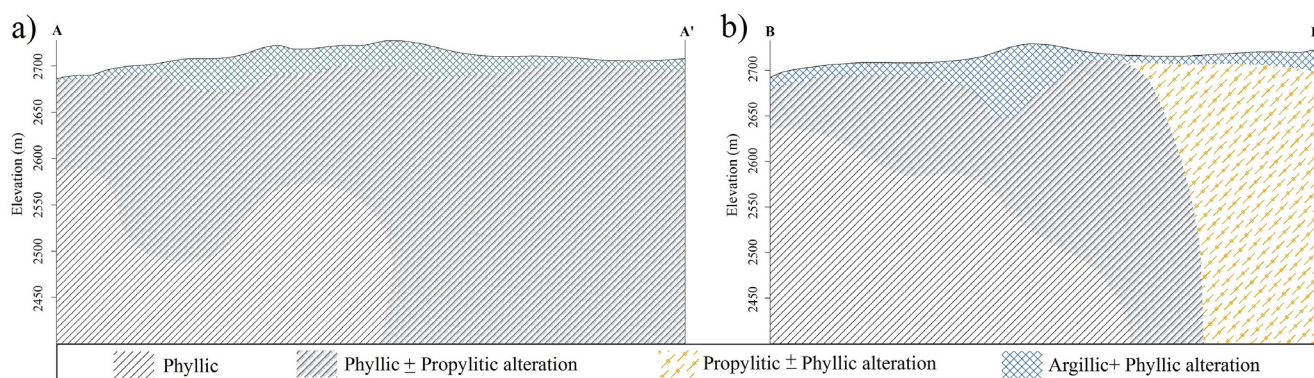 a)
A
A'
Elevation (m)
2700
2650
2600
2550
2500
2450
b)
B
Elevation (m)
2700
2650
2600
2550
2500
2450
Phyllic
Phyllic ± Propylitic alteration
Propylitic ± Phyllic alteration
Argillic+ Phyllic alteration